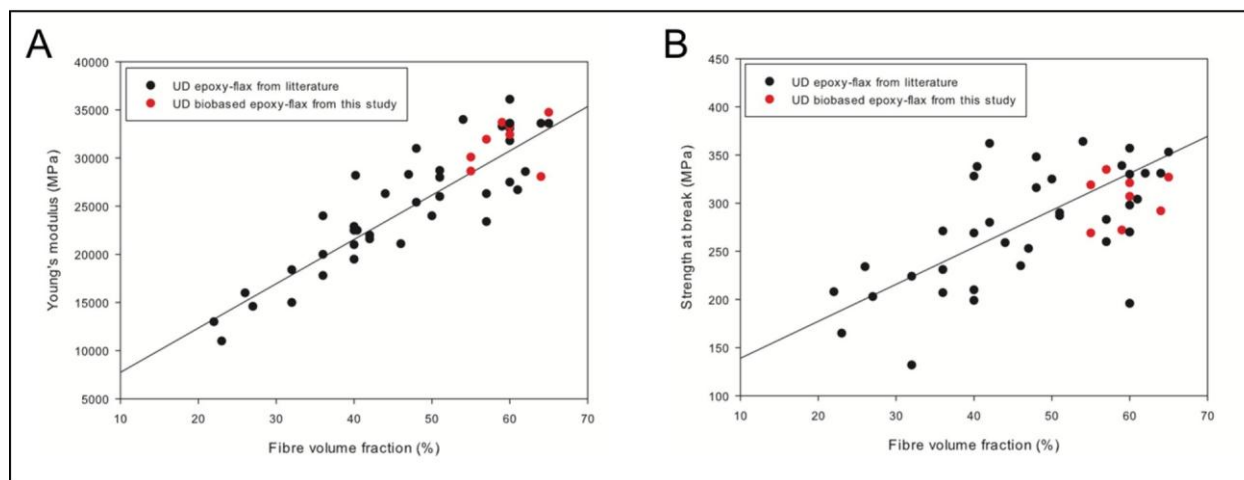 A
UD epoxy-flax from litterature
UD biobased epoxy-flax from this study
Young's modulus (MPa)
40000
35000
30000
25000
20000
15000
10000
5000
10 20 30 40 50 60 70
Fibre volume fraction (%)
B
UD epoxy-flax from litterature
UD biobased epoxy-flax from this study
Strength at break (MPa)
450
400
350
300
250
200
150
100
10 20 30 40 50 60 70
Fibre volume fraction (%)